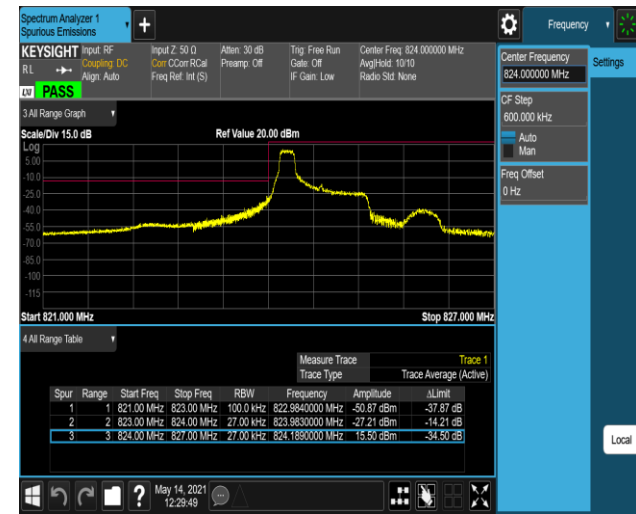 Spectrum Analyzer 1
Spurious Emissions
+
Frequency
KEYSIGHT Input: RF Input Z: 50 Ω Atten: 30 dB Trig: Free Run Center Freq: 824.000000 MHz
R L Coupling: DC Corr CCorr RCal Preamp: Off Gate: Off Avg|Hold: 10/10
Align: Auto Freq Ref: Int (S) IF Gain: Low Radio Std: None
LXI PASS
Center Frequency
824.000000 MHz
Settings
CF Step
600.000 kHz
Auto
Man
Freq Offset
0 Hz
3 All Range Graph
Scale/Div 15.0 dB Ref Value 20.00 dBm
Log
5.00
-10.0
-25.0
-40.0
-55.0
-70.0
-85.0
-100
-115
Start 821.000 MHz Stop 827.000 MHz
4 All Range Table
Measure Trace Trace 1
Trace Type Trace Average (Active)
Spur Range Start Freq Stop Freq RBW Frequency Amplitude ΔLimit
1 1 821.00 MHz 823.00 MHz 100.0 kHz 822.9840000 MHz -50.87 dBm -37.87 dB
2 2 823.00 MHz 824.00 MHz 27.00 kHz 823.9830000 MHz -27.21 dBm -14.21 dB
3 3 824.00 MHz 827.00 MHz 27.00 kHz 824.1890000 MHz 15.50 dBm -34.50 dB
Local
? May 14, 2021
12:29:49